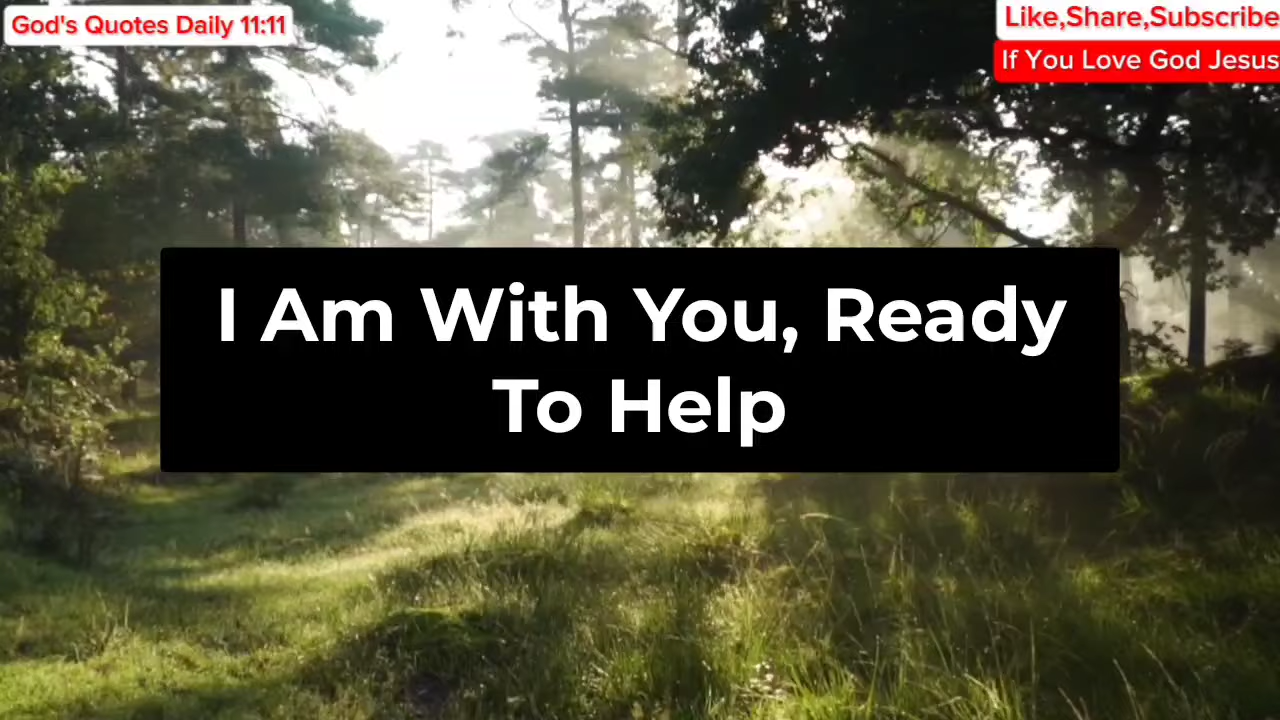 God's Quotes Daily 11:11
Like,Share,Subscribe
If You Love God Jesus
I Am With You, Ready
To Help